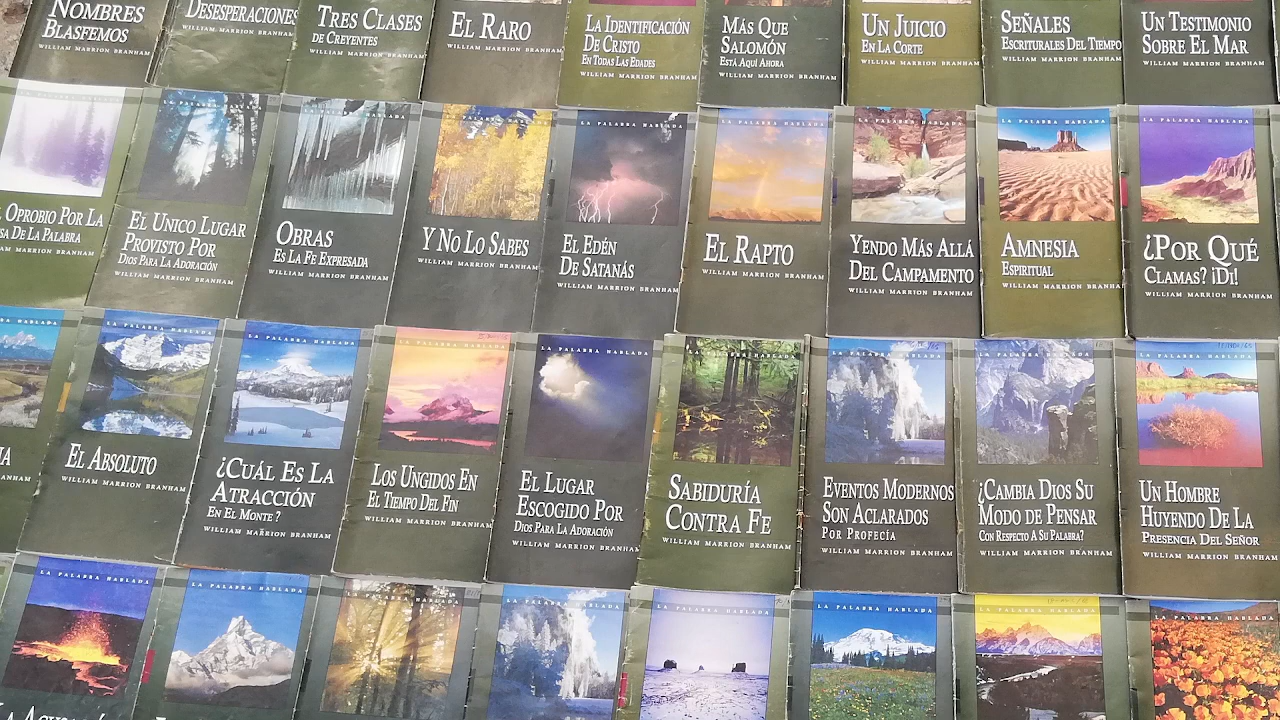 NOMBRES
BLASFEMOS
WILLIAM MARRION BRANHAM
DESESPERACIONES
WILLIAM MARRION BRANHAM
TRES CLASES
DE CREYENTES
WILLIAM MARRION BRANHAM
EL RARO
WILLIAM MARRION BRANHAM
LA IDENTIFICACIÓN
DE CRISTO
EN TODAS LAS EDADES
WILLIAM MARRION BRANHAM
MÁS QUE
SALOMÓN
ESTÁ AQUÍ AHORA
WILLIAM MARRION BRANHAM
UN JUICIO
EN LA CORTE
WILLIAM MARRION BRANHAM
SEÑALES
ESCRITURALES DEL TIEMPO
WILLIAM MARRION BRANHAM
UN TESTIMONIO
SOBRE EL MAR
WILLIAM MARRION BRANHAM
OPROBIO POR LA
DE LA PALABRA
MARRION BRANHAM
LA PALABRA HABLADA
EL UNICO LUGAR
PROVISTO POR
DIOS PARA LA ADORACIÓN
WILLIAM MARRION BRANHAM
LA PALABRA HABLADA
OBRAS
ES LA FE EXPRESADA
WILLIAM MARRION BRANHAM
LA PALABRA HABLADA
Y NO LO SABES
WILLIAM MARRION BRANHAM
LA PALABRA HABLADA
EL EDÉN
DE SATANÁS
WILLIAM MARRION BRANHAM
LA PALABRA HABLADA
EL RAPTO
WILLIAM MARRION BRANHAM
LA PALABRA HABLADA
YENDO MÁS ALLÁ
DEL CAMPAMENTO
WILLIAM MARRION BRANHAM
LA PALABRA HABLADA
AMNESIA
ESPIRITUAL
WILLIAM MARRION BRANHAM
LA PALABRA HABLADA
¿POR QUÉ
CLAMAS? ¡DI!
WILLIAM MARRION BRANHAM
HABLADA
LA PALABRA HABLADA
EL ABSOLUTO
WILLIAM MARRION BRANHAM
LA PALABRA HABLADA
¿CUÁL ES LA
ATRACCIÓN
EN EL MONTE?
WILLIAM MARRION BRANHAM
LA PALABRA HABLADA
LOS UNGIDOS EN
EL TIEMPO DEL FIN
WILLIAM MARRION BRANHAM
LA PALABRA HABLADA
EL LUGAR
ESCOGIDO POR
DIOS PARA LA ADORACIÓN
WILLIAM MARRION BRANHAM
LA PALABRA HABLADA
SABIDURÍA
CONTRA FE
WILLIAM MARRION BRANHAM
LA PALABRA HABLADA
EVENTOS MODERNOS
SON ACLARADOS
POR PROFECÍA
WILLIAM MARRION BRANHAM
LA PALABRA HABLADA
¿CAMBIA DIOS SU
MODO DE PENSAR
CON RESPECTO A SU PALABRA?
WILLIAM MARRION BRANHAM
LA PALABRA HABLADA
UN HOMBRE
HUYENDO DE LA
PRESENCIA DEL SEÑOR
WILLIAM MARRION BRANHAM
LA PALABRA HABLADA
LA PALABRA HABLADA
LA PALABRA HABLADA
LA PALABRA HABLADA
LA PALABRA HABLADA
LA PALABRA HABLADA
LA PALABRA HABLADA
LA PALABRA HABLADA